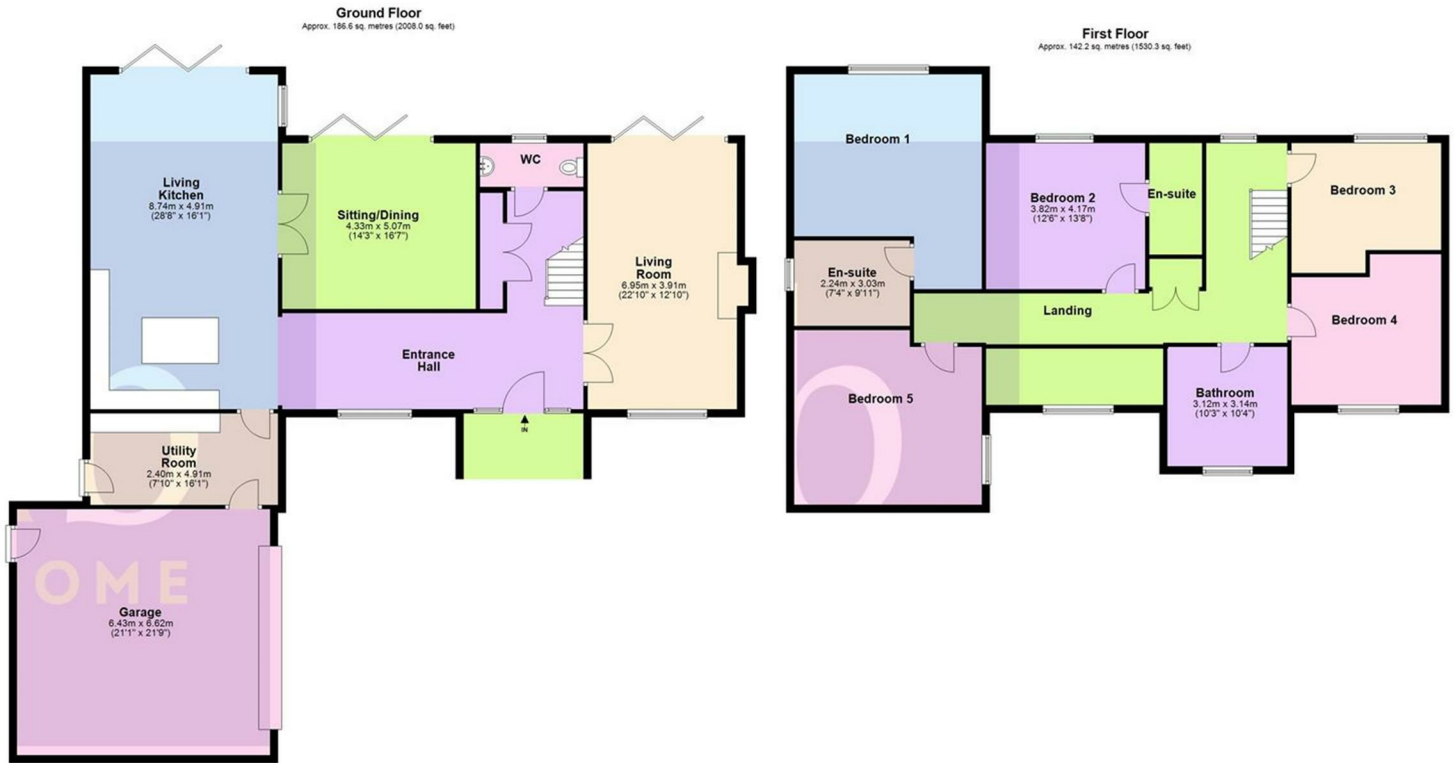 Ground Floor
Approx. 186.6 sq. metres (2008.0 sq. feet)
Living
Kitchen
8.74m x 4.91m
(28'8" x 16'1")
Sitting/Dining
4.33m x 5.07m
(14'3" x 16'7")
WC
Living
Room
6.95m x 3.91m
(22'10" x 12'10")
Entrance
Hall
IN
Utility
Room
2.40m x 4.91m
(7'10" x 16'1")
OME
Garage
6.43m x 6.62m
(21'1" x 21'9")
First Floor
Approx. 142.2 sq. metres (1530.3 sq. feet)
Bedroom 1
Bedroom 2
3.82m x 4.17m
(12'6" x 13'8")
En-suite
Bedroom 3
En-suite
2.24m x 3.03m
(7'4" x 9'11")
Landing
Bedroom 4
Bedroom 5
Bathroom
3.12m x 3.14m
(10'3" x 10'4")